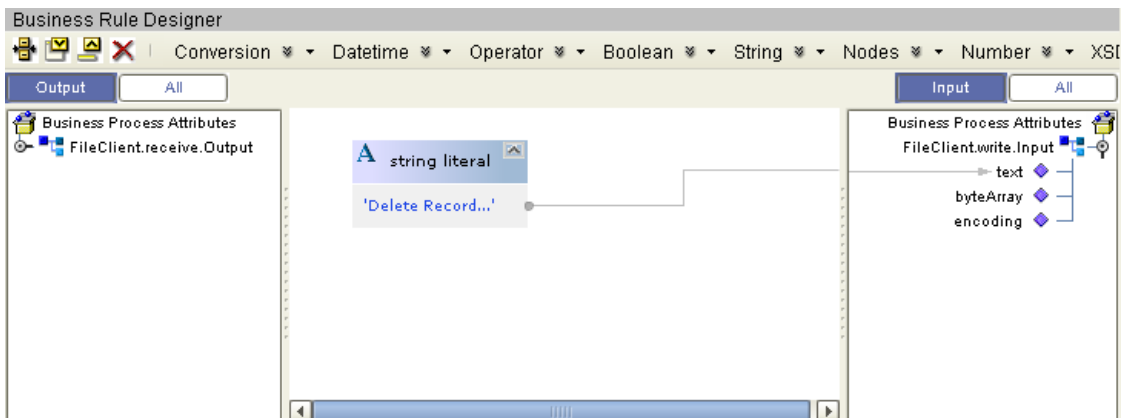 Business Rule Designer
Conversion Datetime Operator Boolean String Nodes Number XSD
Output All Input All
Business Process Attributes
FileClient.receive.Output
A string literal
'Delete Record...'
Business Process Attributes
FileClient.write.Input
text
byteArray
encoding